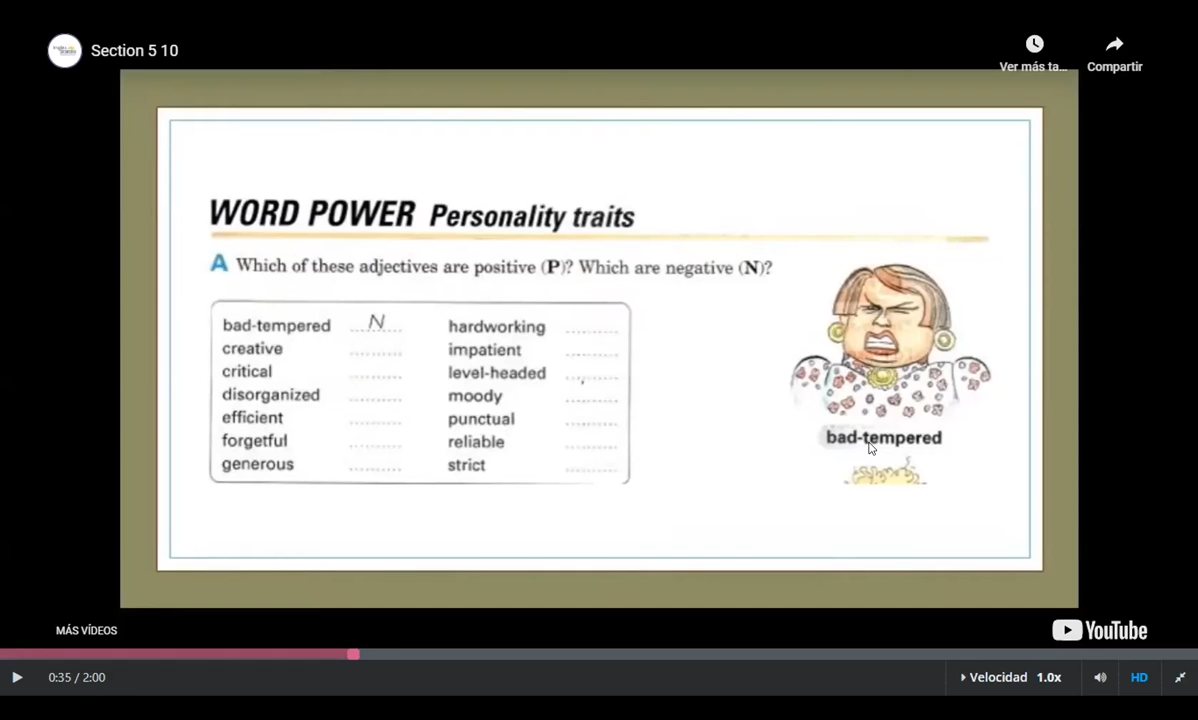 Section 5 10
Ver más ta...
Compartir
WORD POWER Personality traits
A Which of these adjectives are positive (P)? Which are negative (N)?
bad-tempered N
creative
critical
disorganized
efficient
forgetful
generous
hardworking
impatient
level-headed
moody
punctual
reliable
strict
bad-tempered
MÁS VÍDEOS
YouTube
0:35 / 2:00
Velocidad 1.0x
HD